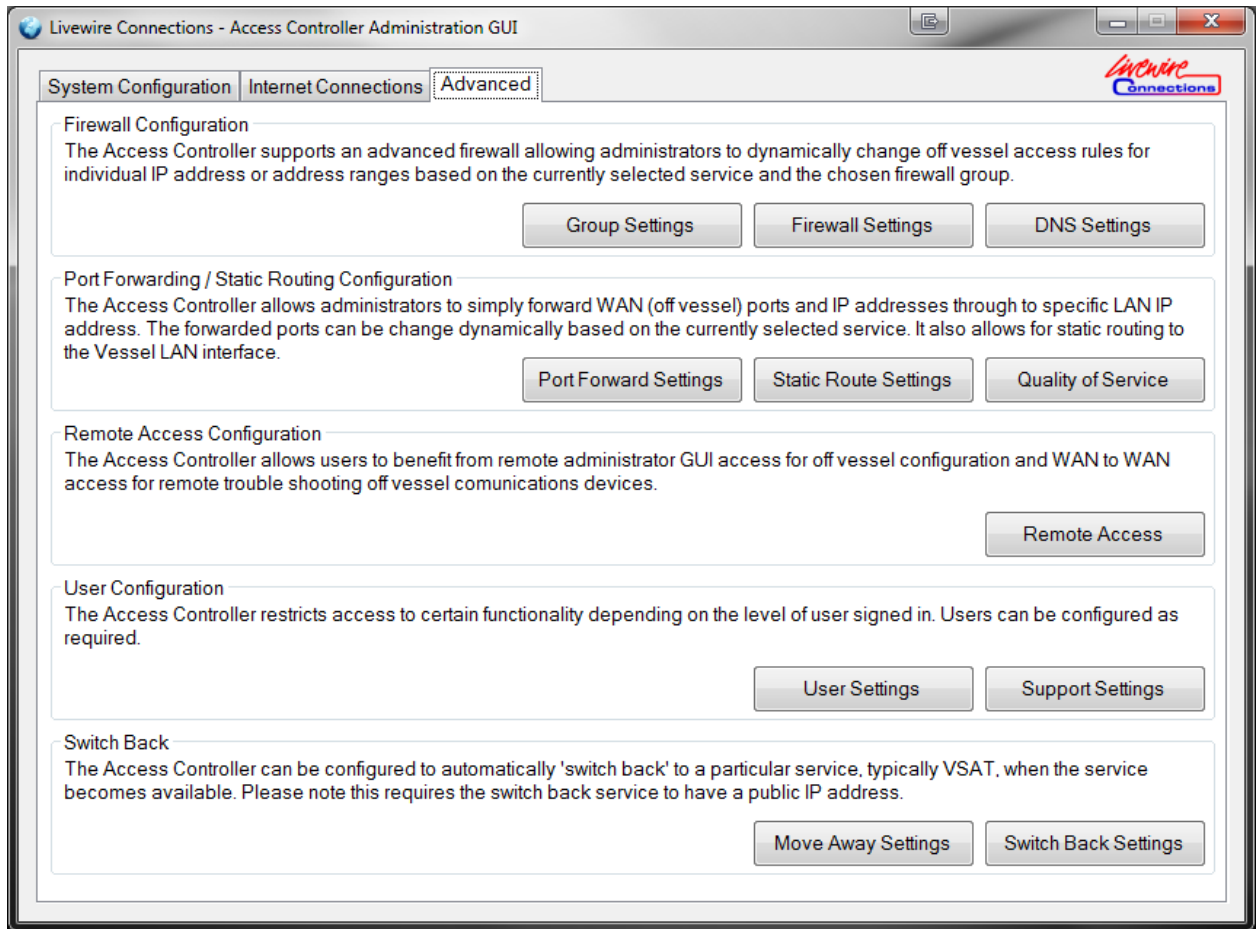 Livewire Connections - Access Controller Administration GUI
Livewire
Connections
System Configuration Internet Connections Advanced
Firewall Configuration
The Access Controller supports an advanced firewall allowing administrators to dynamically change off vessel access rules for
individual IP address or address ranges based on the currently selected service and the chosen firewall group.
Group Settings Firewall Settings DNS Settings
Port Forwarding / Static Routing Configuration
The Access Controller allows administrators to simply forward WAN (off vessel) ports and IP addresses through to specific LAN IP
address. The forwarded ports can be change dynamically based on the currently selected service. It also allows for static routing to
the Vessel LAN interface.
Port Forward Settings Static Route Settings Quality of Service
Remote Access Configuration
The Access Controller allows users to benefit from remote administrator GUI access for off vessel configuration and WAN to WAN
access for remote trouble shooting off vessel comunications devices.
Remote Access
User Configuration
The Access Controller restricts access to certain functionality depending on the level of user signed in. Users can be configured as
required.
User Settings Support Settings
Switch Back
The Access Controller can be configured to automatically 'switch back' to a particular service, typically VSAT, when the service
becomes available. Please note this requires the switch back service to have a public IP address.
Move Away Settings Switch Back Settings